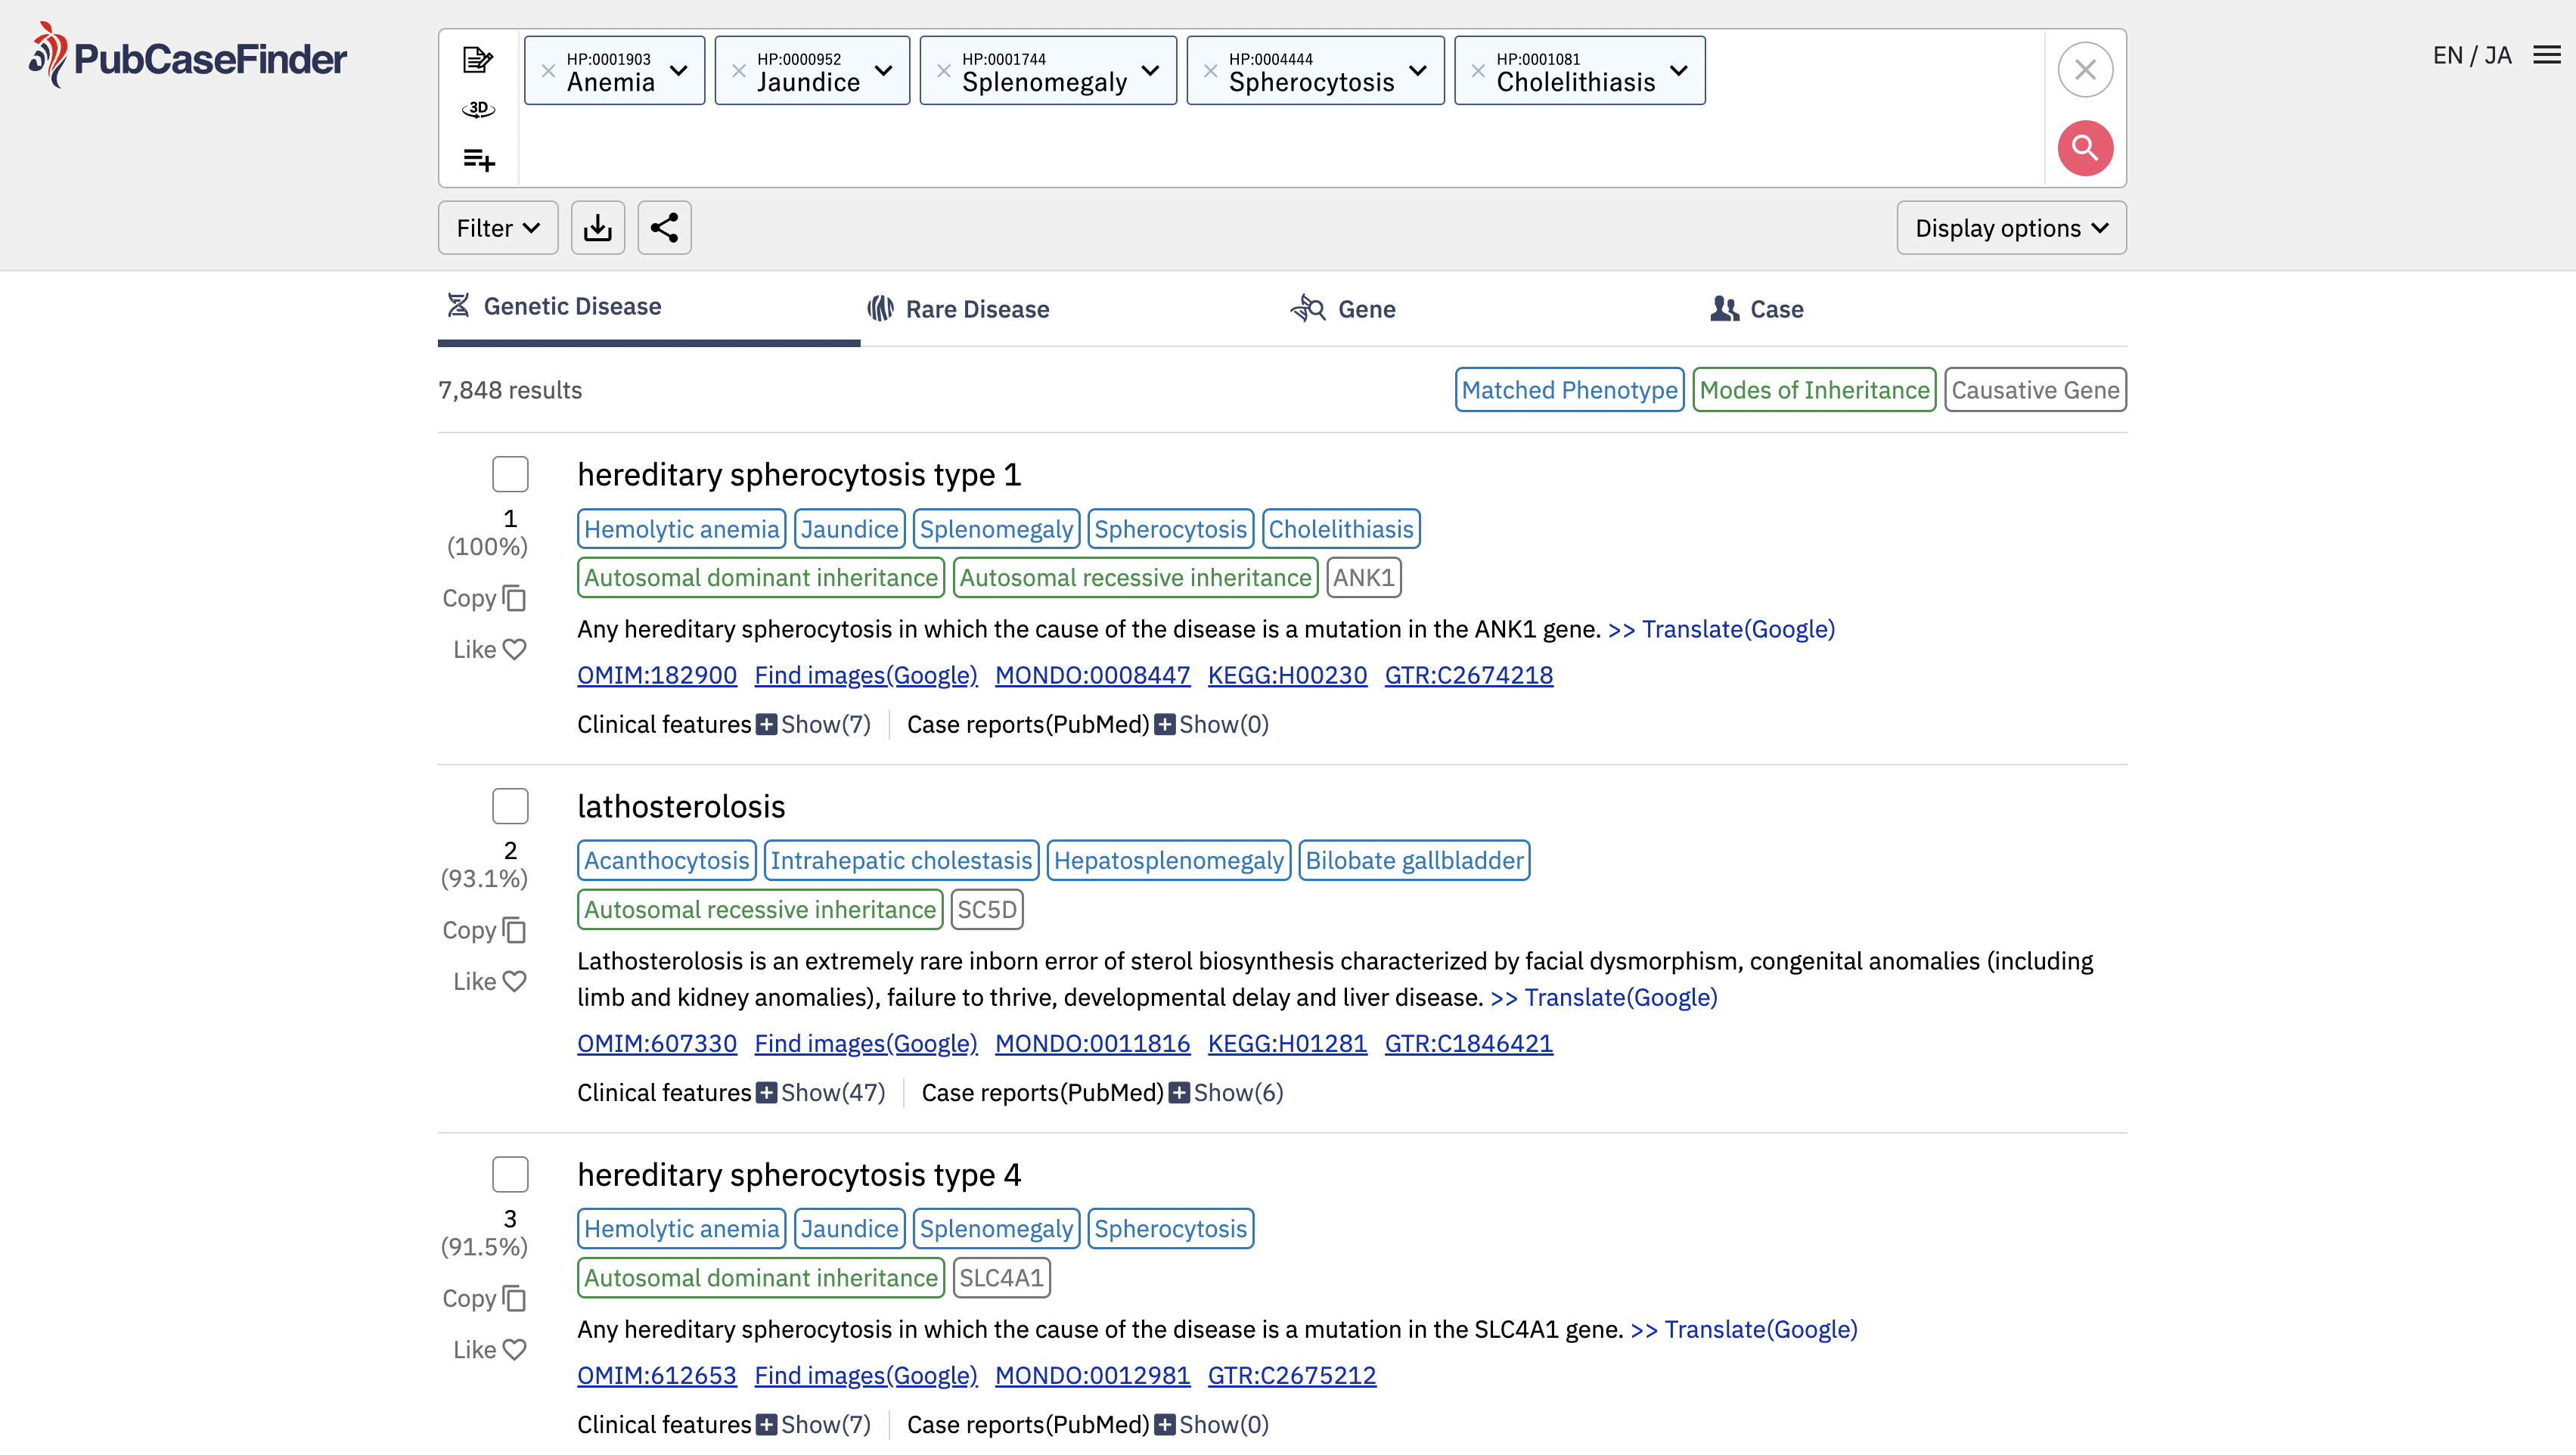 PubCaseFinder
HP:0001903
Anemia
HP:0000952
Jaundice
HP:0001744
Splenomegaly
HP:0004444
Spherocytosis
HP:0001081
Cholelithiasis
3D
EN / JA
Filter
Display options
Genetic Disease
Rare Disease
Gene
Case
7,848 results
Matched Phenotype Modes of Inheritance Causative Gene
hereditary spherocytosis type 1
1
(100%)
Copy
Like
Hemolytic anemia Jaundice Splenomegaly Spherocytosis Cholelithiasis
Autosomal dominant inheritance Autosomal recessive inheritance ANK1
Any hereditary spherocytosis in which the cause of the disease is a mutation in the ANK1 gene. >> Translate(Google)
OMIM:182900 Find images(Google) MONDO:0008447 KEGG:H00230 GTR:C2674218
Clinical features Show(7) Case reports(PubMed) Show(0)
lathosterolosis
2
(93.1%)
Copy
Like
Acanthocytosis Intrahepatic cholestasis Hepatosplenomegaly Bilobate gallbladder
Autosomal recessive inheritance SC5D
Lathosterolosis is an extremely rare inborn error of sterol biosynthesis characterized by facial dysmorphism, congenital anomalies (including
limb and kidney anomalies), failure to thrive, developmental delay and liver disease. >> Translate(Google)
OMIM:607330 Find images(Google) MONDO:0011816 KEGG:H01281 GTR:C1846421
Clinical features Show(47) Case reports(PubMed) Show(6)
hereditary spherocytosis type 4
3
(91.5%)
Copy
Like
Hemolytic anemia Jaundice Splenomegaly Spherocytosis
Autosomal dominant inheritance SLC4A1
Any hereditary spherocytosis in which the cause of the disease is a mutation in the SLC4A1 gene. >> Translate(Google)
OMIM:612653 Find images(Google) MONDO:0012981 GTR:C2675212
Clinical features Show(7) Case reports(PubMed) Show(0)